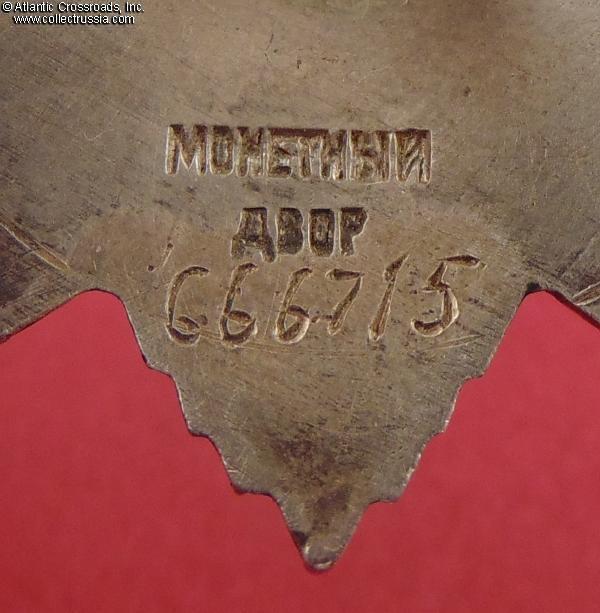 © Atlantic Crossroads, Inc.
www.collectrussia.com
МОНЕТНЫЙ
ДВОР
666715